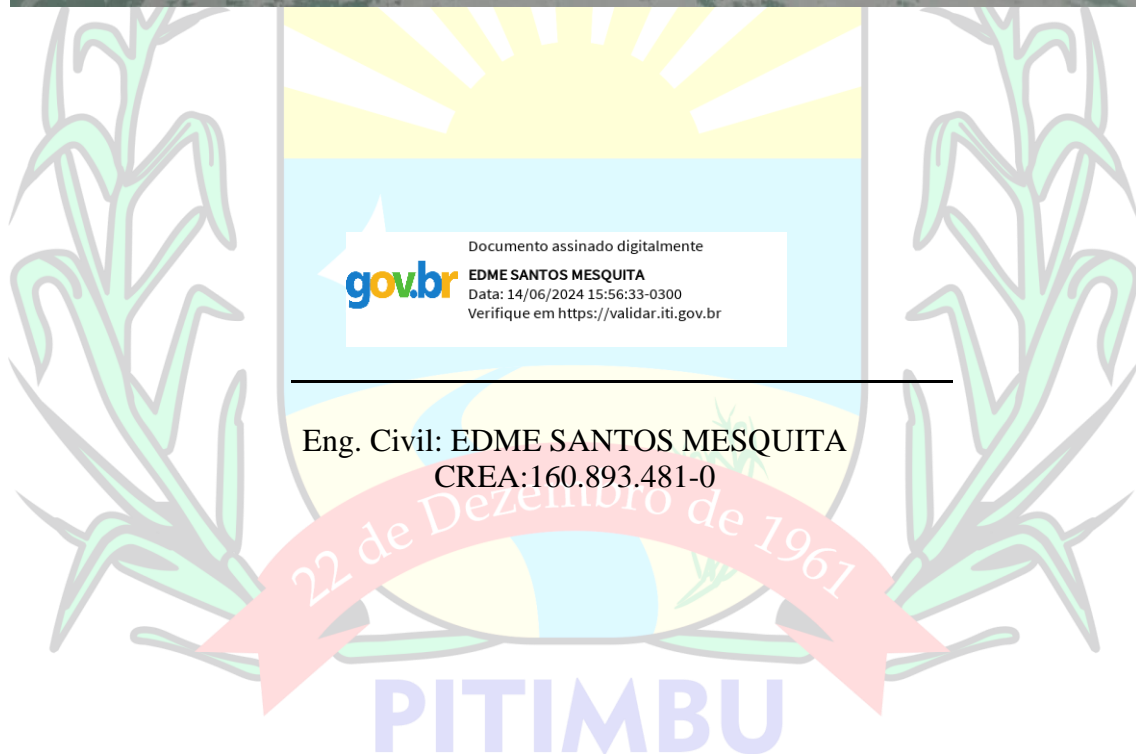 Documento assinado digitalmente
gov.br
EDME SANTOS MESQUITA
Data: 14/06/2024 15:56:33-0300
Verifique em https://validar.iti.gov.br
Eng. Civil: EDME SANTOS MESQUITA
CREA:160.893.481-0
22 de Dezembro de 1961
PITIMBU